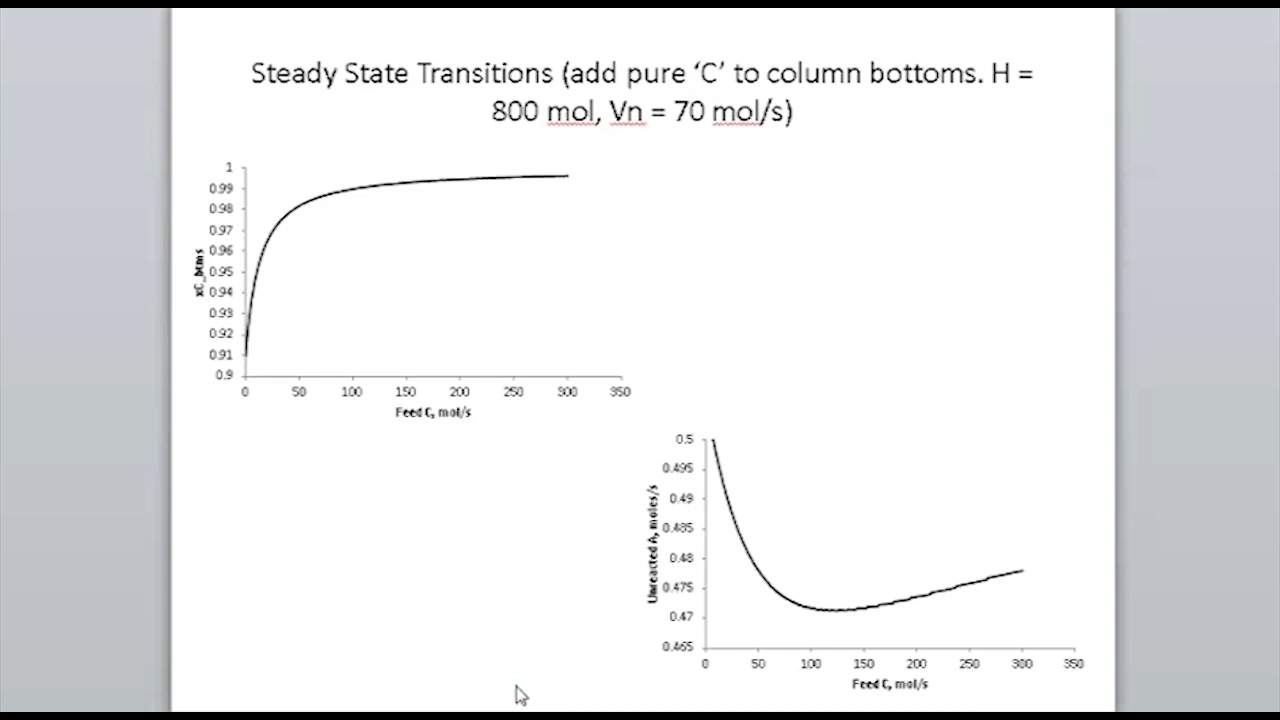 Steady State Transitions (add pure ‘C’ to column bottoms. H =
800 mol, Vn = 70 mol/s)
1
0.99
0.98
0.97
0.96
0.95
0.94
0.93
0.92
0.91
0.9
xC_btms
0 50 100 150 200 250 300 350
Feed C, mol/s
0.5
0.495
0.49
0.485
0.48
0.475
0.47
0.465
Unreacted A, moles/s
0 50 100 150 200 250 300 350
Feed C, mol/s